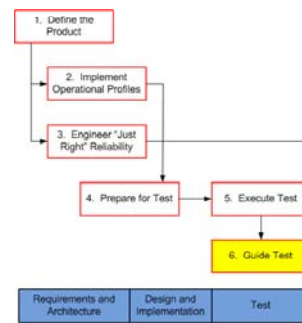 1. Define the
Product
2. Implement
Operational Profiles
3. Engineer "Just
Right" Reliability
4. Prepare for Test
5. Execute Test
6. Guide Test
Requirements and
Architecture
Design and
Implementation
Test